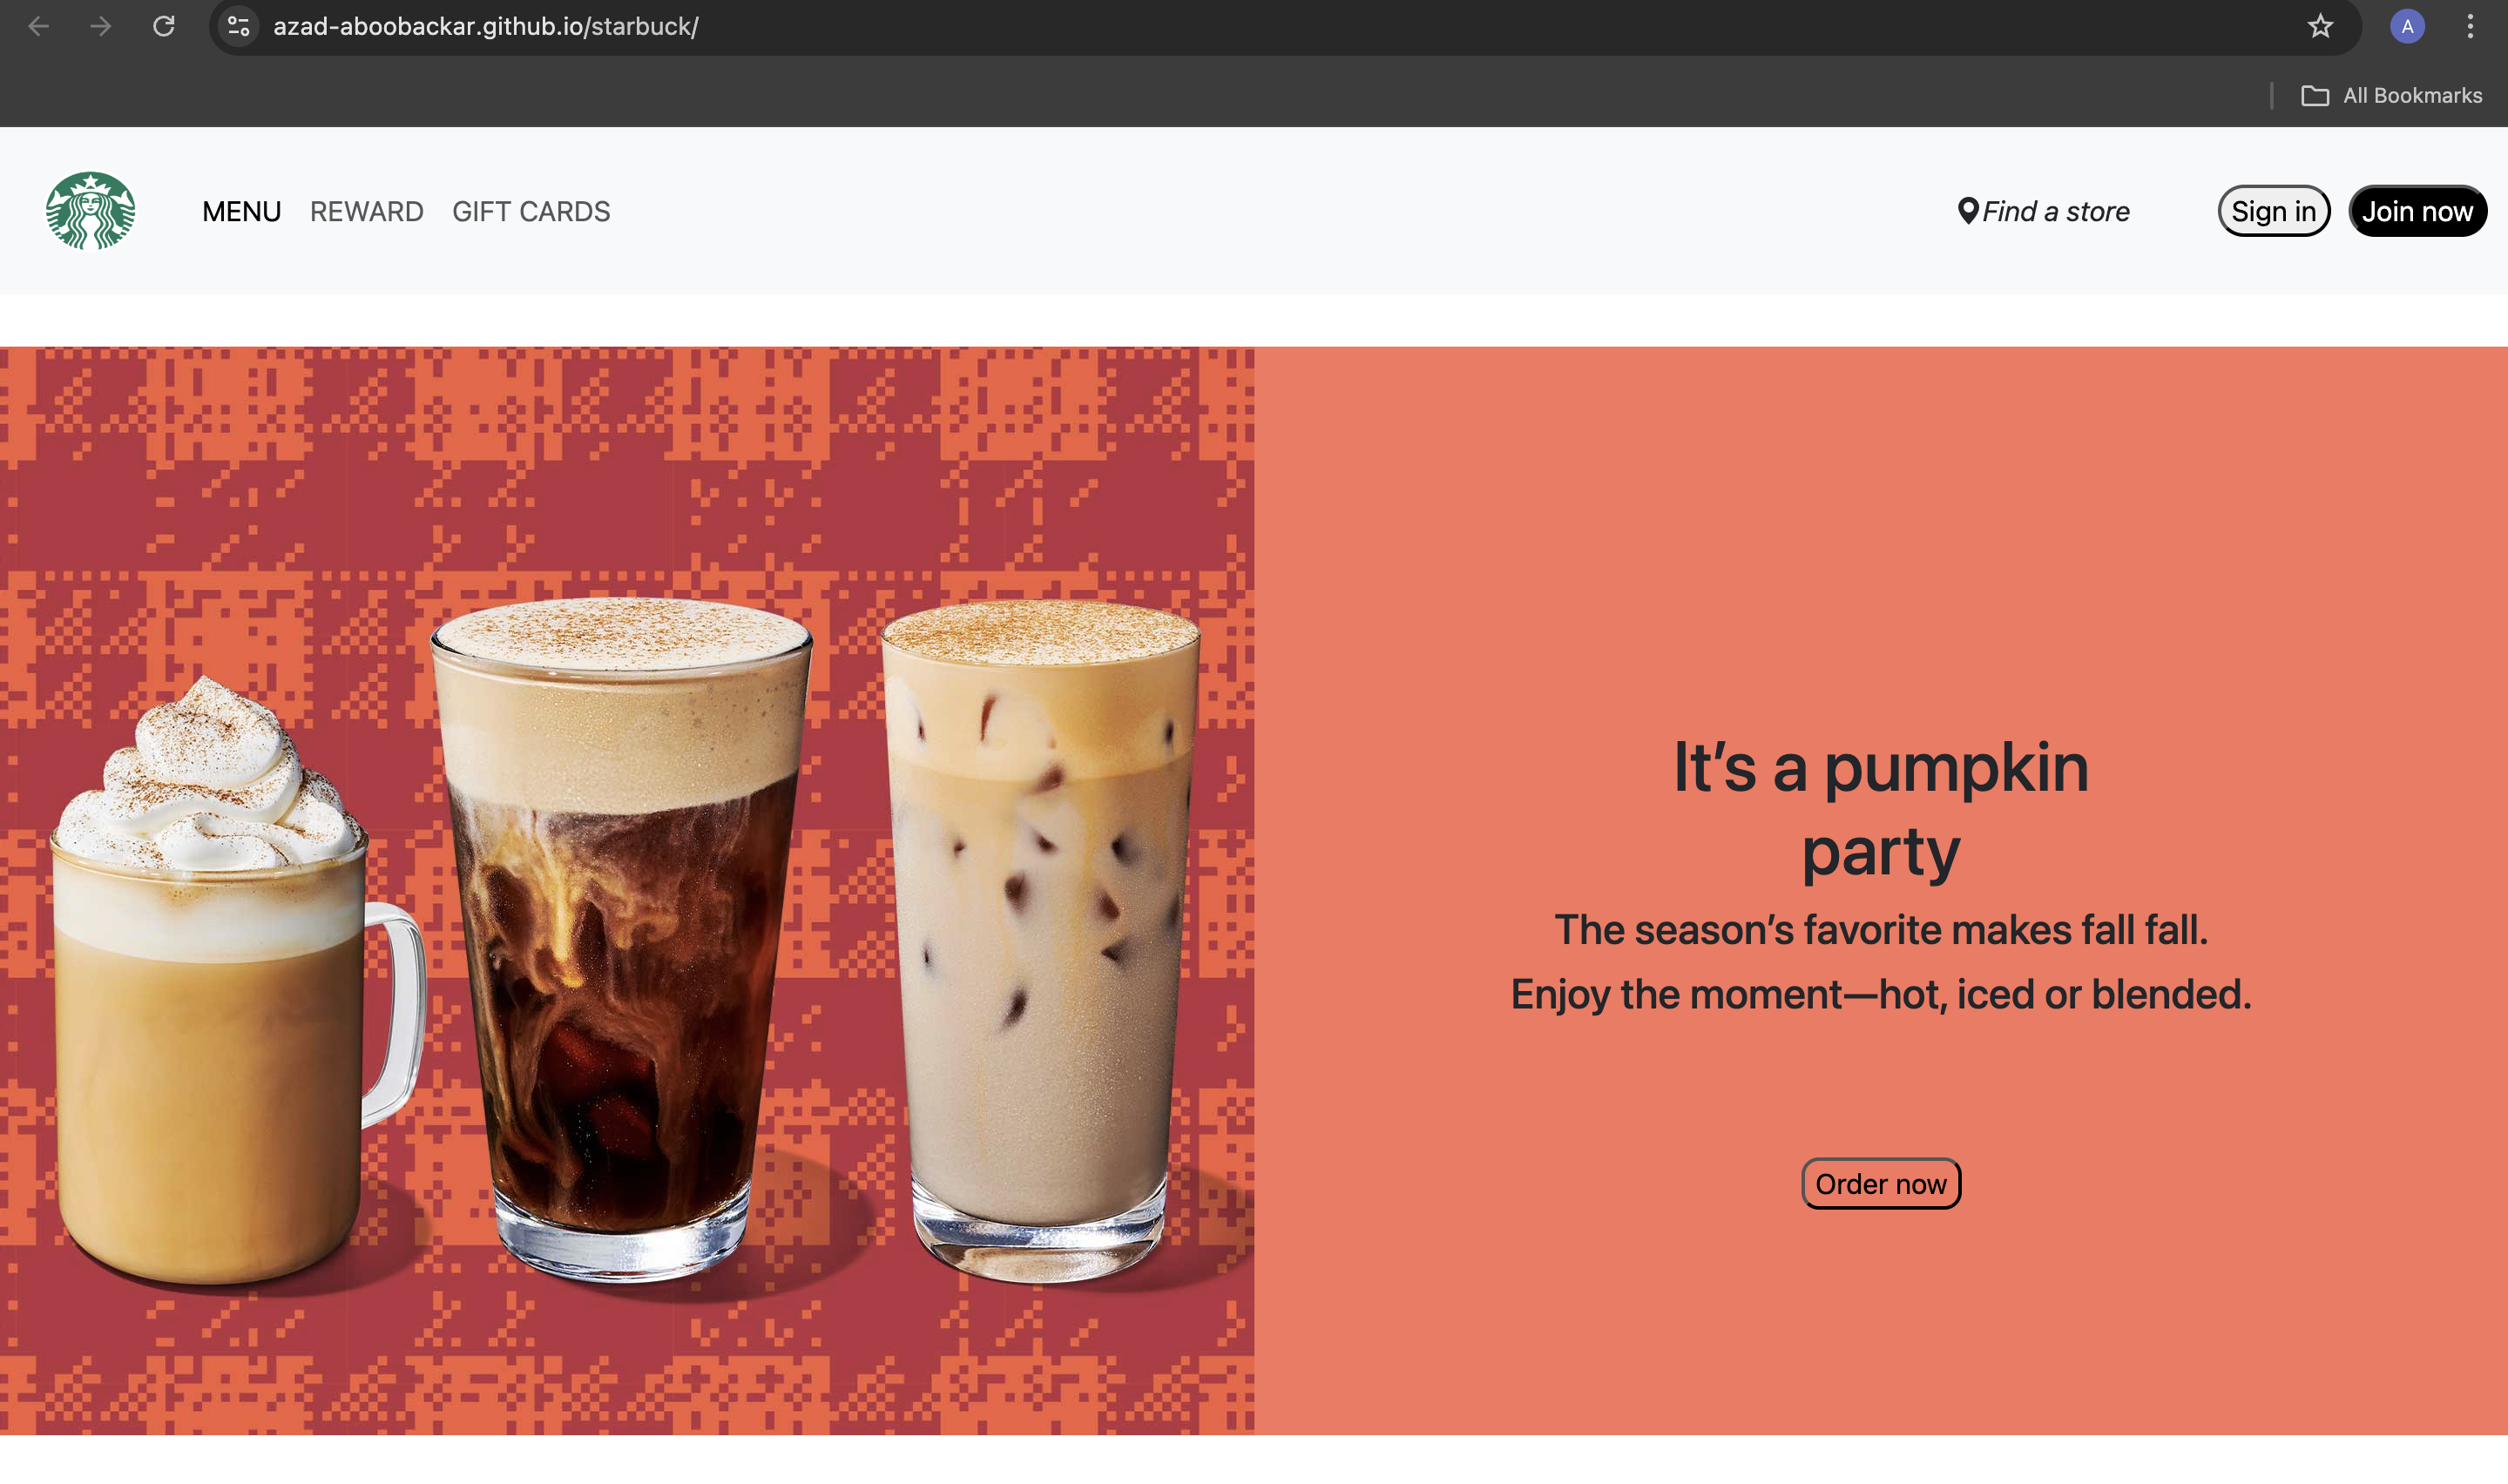 azad-aboobackar.github.io/starbuck/
A
All Bookmarks
MENU REWARD GIFT CARDS
Find a store
Sign in
Join now
It’s a pumpkin
party
The season’s favorite makes fall fall.
Enjoy the moment—hot, iced or blended.
Order now